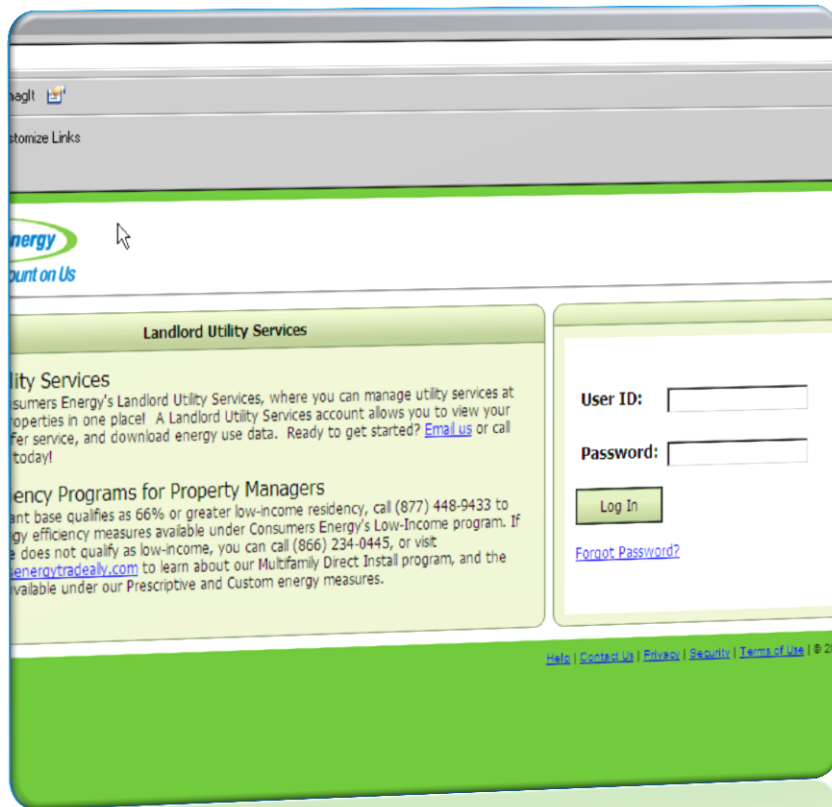 nagIt
stomize Links
nergy
ount on Us
Landlord Utility Services
lity Services
sumers Energy's Landlord Utility Services, where you can manage utility services at
roperties in one place! A Landlord Utility Services account allows you to view your
fer service, and download energy use data. Ready to get started? Email us or call
today!
ency Programs for Property Managers
ant base qualifies as 66% or greater low-income residency, call (877) 448-9433 to
gy efficiency measures available under Consumers Energy's Low-Income program. If
e does not qualify as low-income, you can call (866) 234-0445, or visit
senergytradeally.com to learn about our Multifamily Direct Install program, and the
vailable under our Prescriptive and Custom energy measures.
User ID:
Password:
Log In
Forgot Password?
Help | Contact Us | Privacy | Security | Terms of Use | © 2